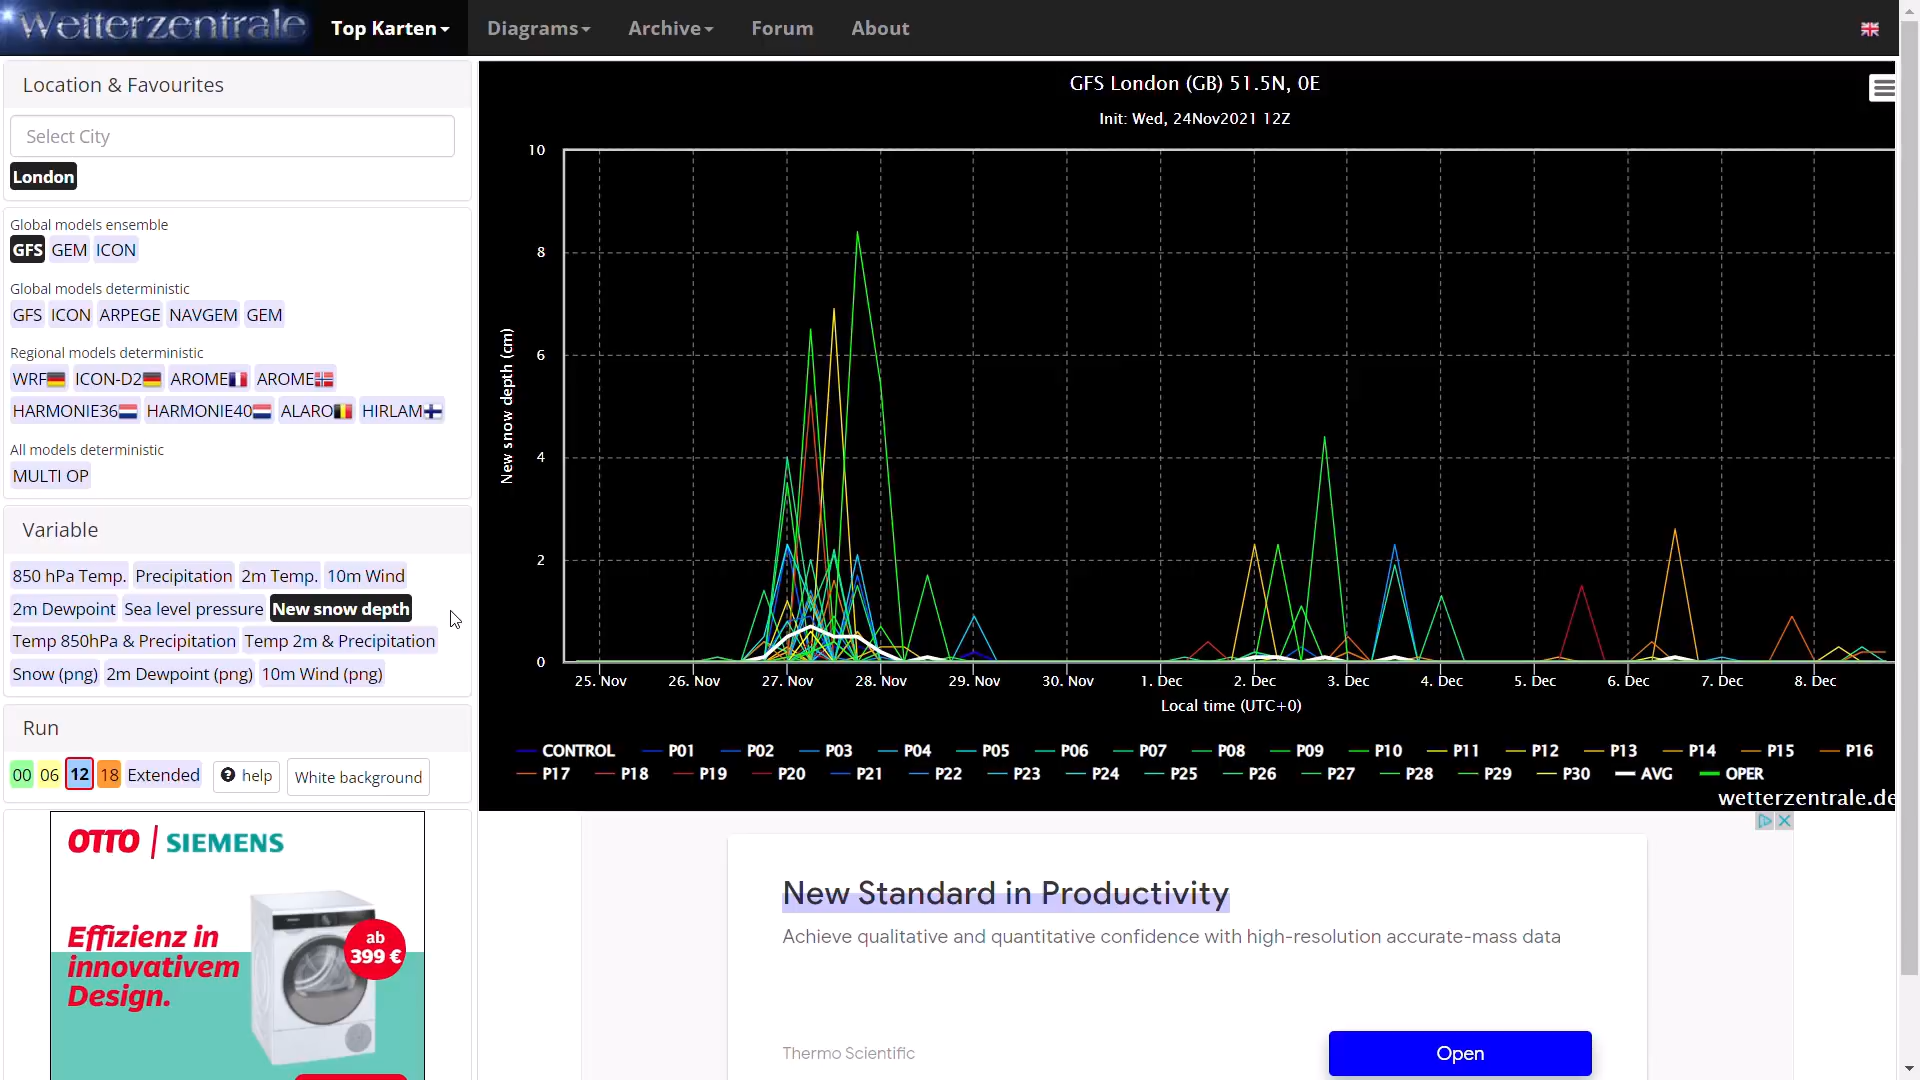 Wetterzentrale
Top Karten
Diagrams
Archive
Forum
About
Location & Favourites
Select City
London
Global models ensemble
GFS GEM ICON
Global models deterministic
GFS ICON ARPEGE NAVGEM GEM
Regional models deterministic
WRF ICON-D2 AROME AROME
HARMONIE36 HARMONIE40 ALARO HIRLAM
All models deterministic
MULTI OP
Variable
850 hPa Temp. Precipitation 2m Temp. 10m Wind
2m Dewpoint Sea level pressure New snow depth
Temp 850hPa & Precipitation Temp 2m & Precipitation
Snow (png) 2m Dewpoint (png) 10m Wind (png)
Run
00 06 12 18 Extended help White background
OTTO | SIEMENS
Effizienz in
innovativem
Design.
ab
399 €
GFS London (GB) 51.5N, 0E
Init: Wed, 24Nov2021 12Z
New snow depth (cm)
10
8
6
4
2
0
25. Nov 26. Nov 27. Nov 28. Nov 29. Nov 30. Nov 1. Dec 2. Dec 3. Dec 4. Dec 5. Dec 6. Dec 7. Dec 8. Dec
Local time (UTC+0)
CONTROL P01 P02 P03 P04 P05 P06 P07 P08 P09 P10 P11 P12 P13 P14 P15 P16
P17 P18 P19 P20 P21 P22 P23 P24 P25 P26 P27 P28 P29 P30 AVG OPER
wetterzentrale.de
New Standard in Productivity
Achieve qualitative and quantitative confidence with high-resolution accurate-mass data
Thermo Scientific
Open